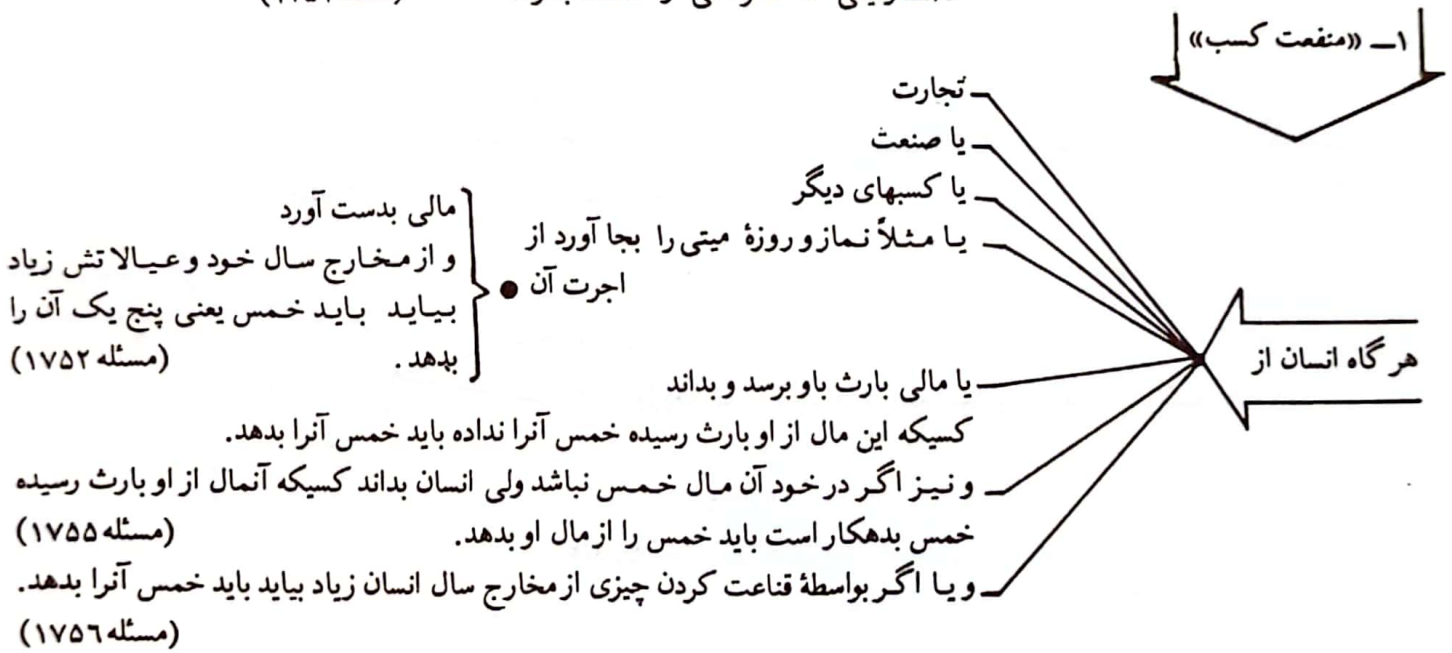 ۱ــ «منفعت کسب»
هر گاه انسان از
تجارت
یا صنعت
یا کسبهای دیگر
یا مثلاً نماز و روزهٔ میتی را بجا آورد از
اجرت آن
مالی بدست آورد
و از مخارج سال خود و عیالاتش زیاد
بیاید باید خمس یعنی پنج یک آن را
بدهد. (مسئله ۱۷۵۲)
یا مالی بارث باو برسد و بداند
کسیکه این مال از او بارث رسیده خمس آنرا نداده باید خمس آنرا بدهد.
و نیز اگر در خود آن مال خمس نباشد ولی انسان بداند کسیکه آنمال از او بارث رسیده
خمس بدهکار است باید خمس را از مال او بدهد. (مسئله ۱۷۵۵)
و یا اگر بواسطهٔ قناعت کردن چیزی از مخارج سال انسان زیاد بیاید باید خمس آنرا بدهد.
(مسئله ۱۷۵۶)